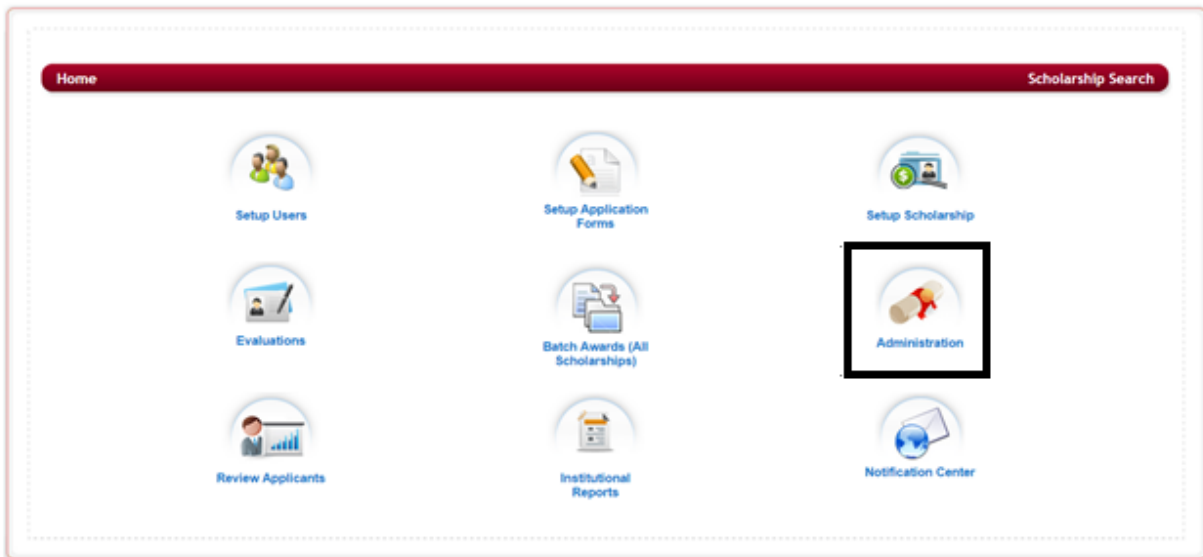 Home
Scholarship Search
Setup Users
Setup Application
Forms
Setup Scholarship
Evaluations
Batch Awards (All
Scholarships)
Administration
Review Applicants
Institutional
Reports
Notification Center